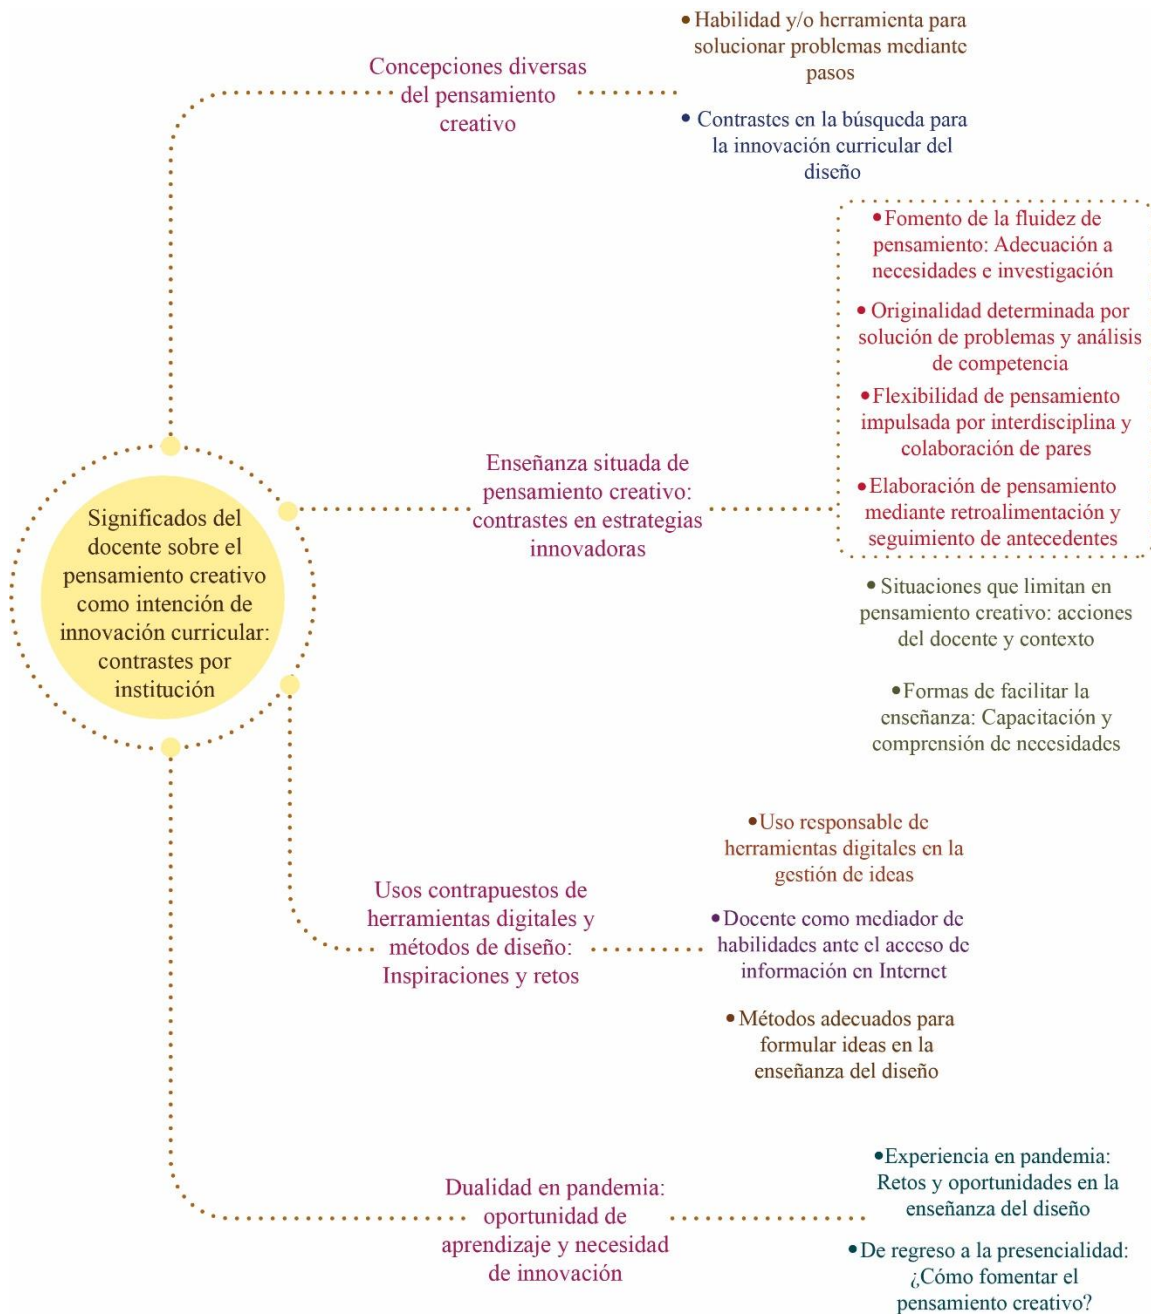 Significados del
docente sobre el
pensamiento creativo
como intención de
innovación curricular:
contrastes por
institución
Concepciones diversas
del pensamiento
creativo
• Habilidad y/o herramienta para
solucionar problemas mediante
pasos
• Contrastes en la búsqueda para
la innovación curricular del
diseño
Enseñanza situada de
pensamiento creativo:
contrastes en estrategias
innovadoras
•Fomento de la fluidez de
pensamiento: Adecuación a
necesidades e investigación
• Originalidad determinada por
solución de problemas y análisis
de competencia
•Flexibilidad de pensamiento
impulsada por interdisciplina y
colaboración de pares
•Elaboración de pensamiento
mediante retroalimentación y
seguimiento de antecedentes
• Situaciones que limitan en
pensamiento creativo: acciones
del docente y contexto
•Formas de facilitar la
enseñanza: Capacitación y
comprensión de necesidades
Usos contrapuestos de
herramientas digitales y
métodos de diseño:
Inspiraciones y retos
•Uso responsable de
herramientas digitales en la
gestión de ideas
•Docente como mediador de
habilidades ante el acceso de
información en Internet
•Métodos adecuados para
formular ideas en la
enseñanza del diseño
Dualidad en pandemia:
oportunidad de
aprendizaje y necesidad
de innovación
•Experiencia en pandemia:
Retos y oportunidades en la
enseñanza del diseño
•De regreso a la presencialidad:
¿Cómo fomentar el
pensamiento creativo?